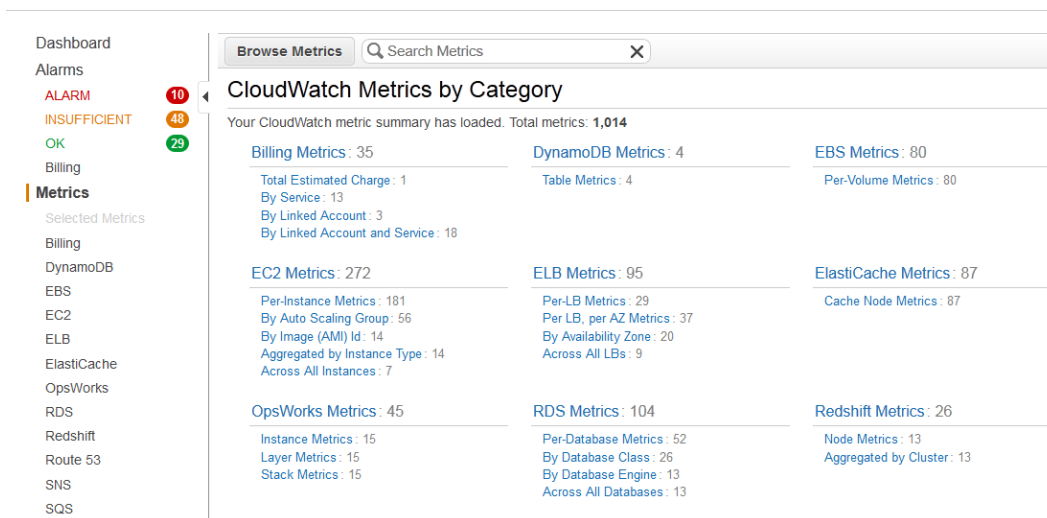 Dashboard
Alarms
ALARM 10
INSUFFICIENT 48
OK 29
Billing
Metrics
Selected Metrics
Billing
DynamoDB
EBS
EC2
ELB
ElastiCache
OpsWorks
RDS
Redshift
Route 53
SNS
SQS
Browse Metrics Search Metrics X
CloudWatch Metrics by Category
Your CloudWatch metric summary has loaded. Total metrics: 1,014
Billing Metrics: 35
Total Estimated Charge: 1
By Service: 13
By Linked Account: 3
By Linked Account and Service: 18
DynamoDB Metrics: 4
Table Metrics: 4
EBS Metrics: 80
Per-Volume Metrics: 80
EC2 Metrics: 272
Per-Instance Metrics: 181
By Auto Scaling Group: 56
By Image (AMI) Id: 14
Aggregated by Instance Type: 14
Across All Instances: 7
ELB Metrics: 95
Per-LB Metrics: 29
Per LB, per AZ Metrics: 37
By Availability Zone: 20
Across All LBs: 9
ElastiCache Metrics: 87
Cache Node Metrics: 87
OpsWorks Metrics: 45
Instance Metrics: 15
Layer Metrics: 15
Stack Metrics: 15
RDS Metrics: 104
Per-Database Metrics: 52
By Database Class: 26
By Database Engine: 13
Across All Databases: 13
Redshift Metrics: 26
Node Metrics: 13
Aggregated by Cluster: 13